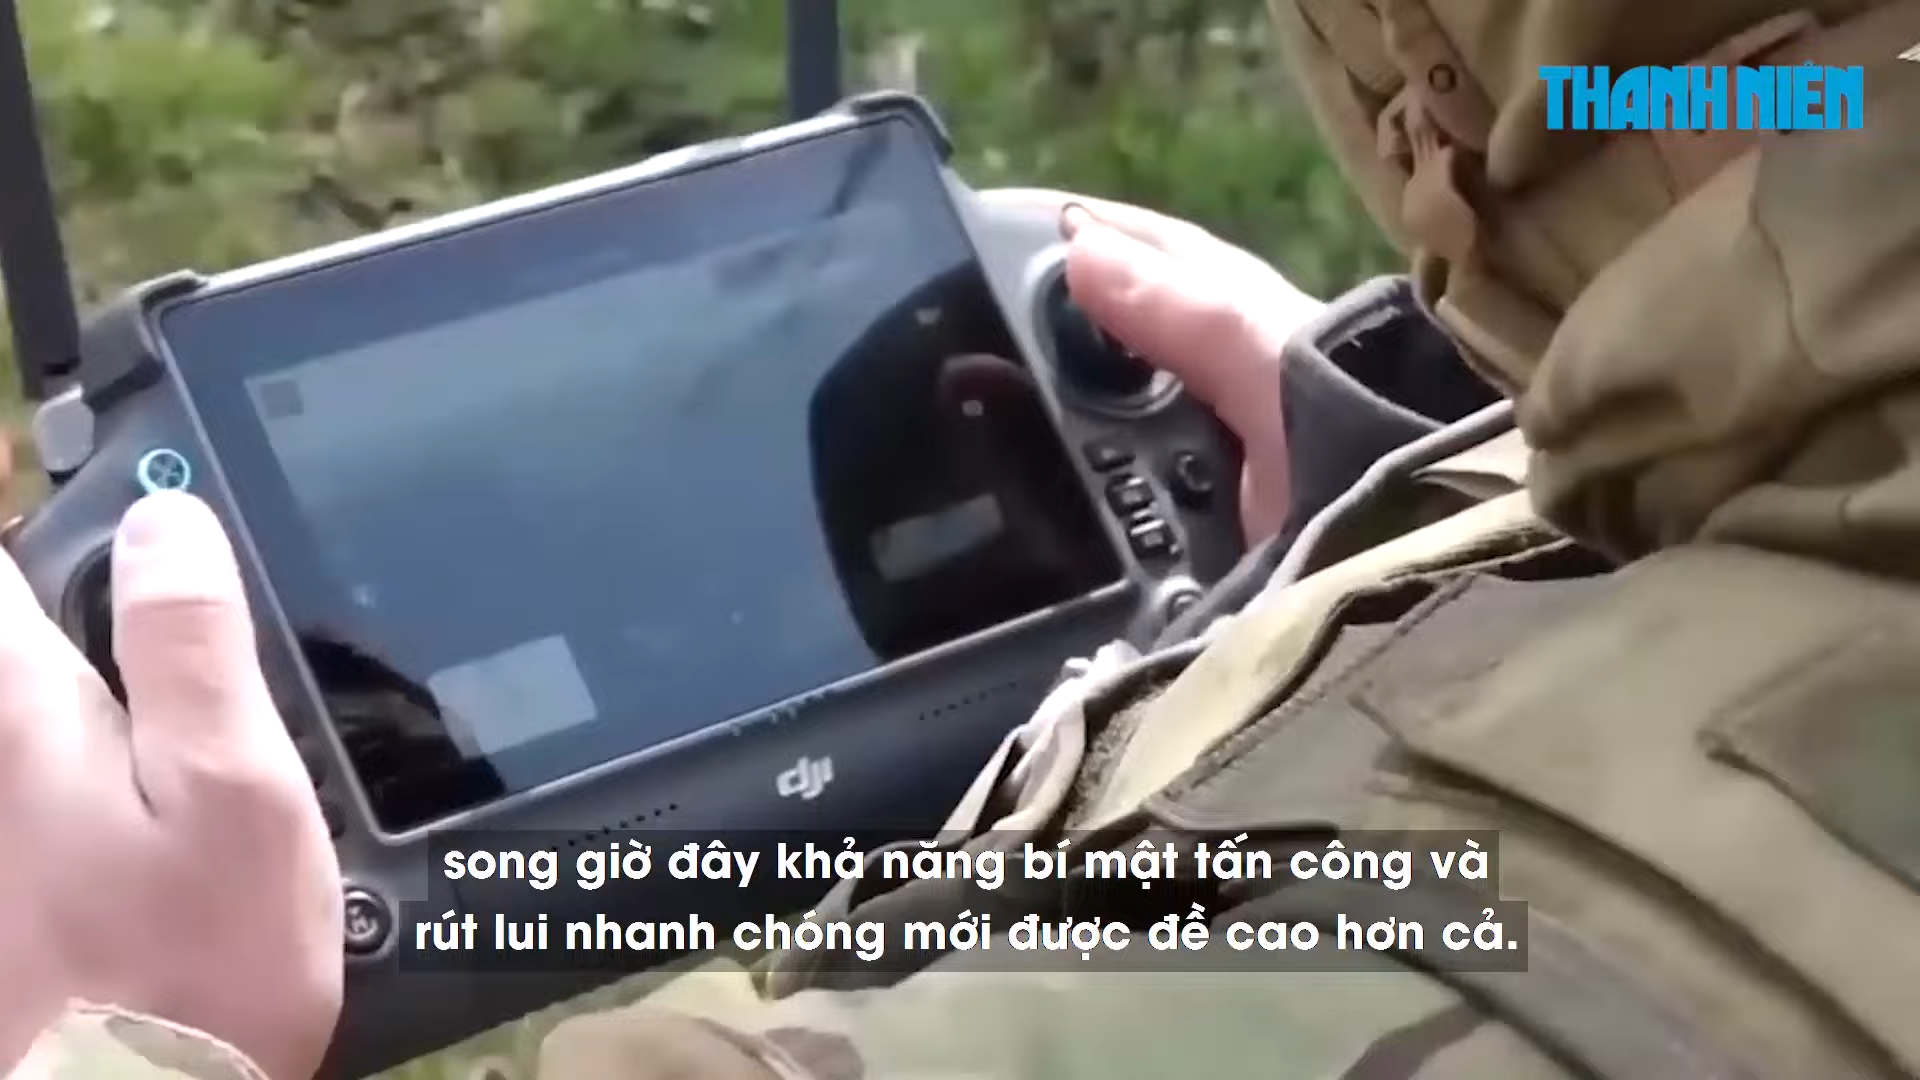 THANH NIÊN
dji
song giờ đây khả năng bí mật tấn công và
rút lui nhanh chóng mới được đề cao hơn cả.